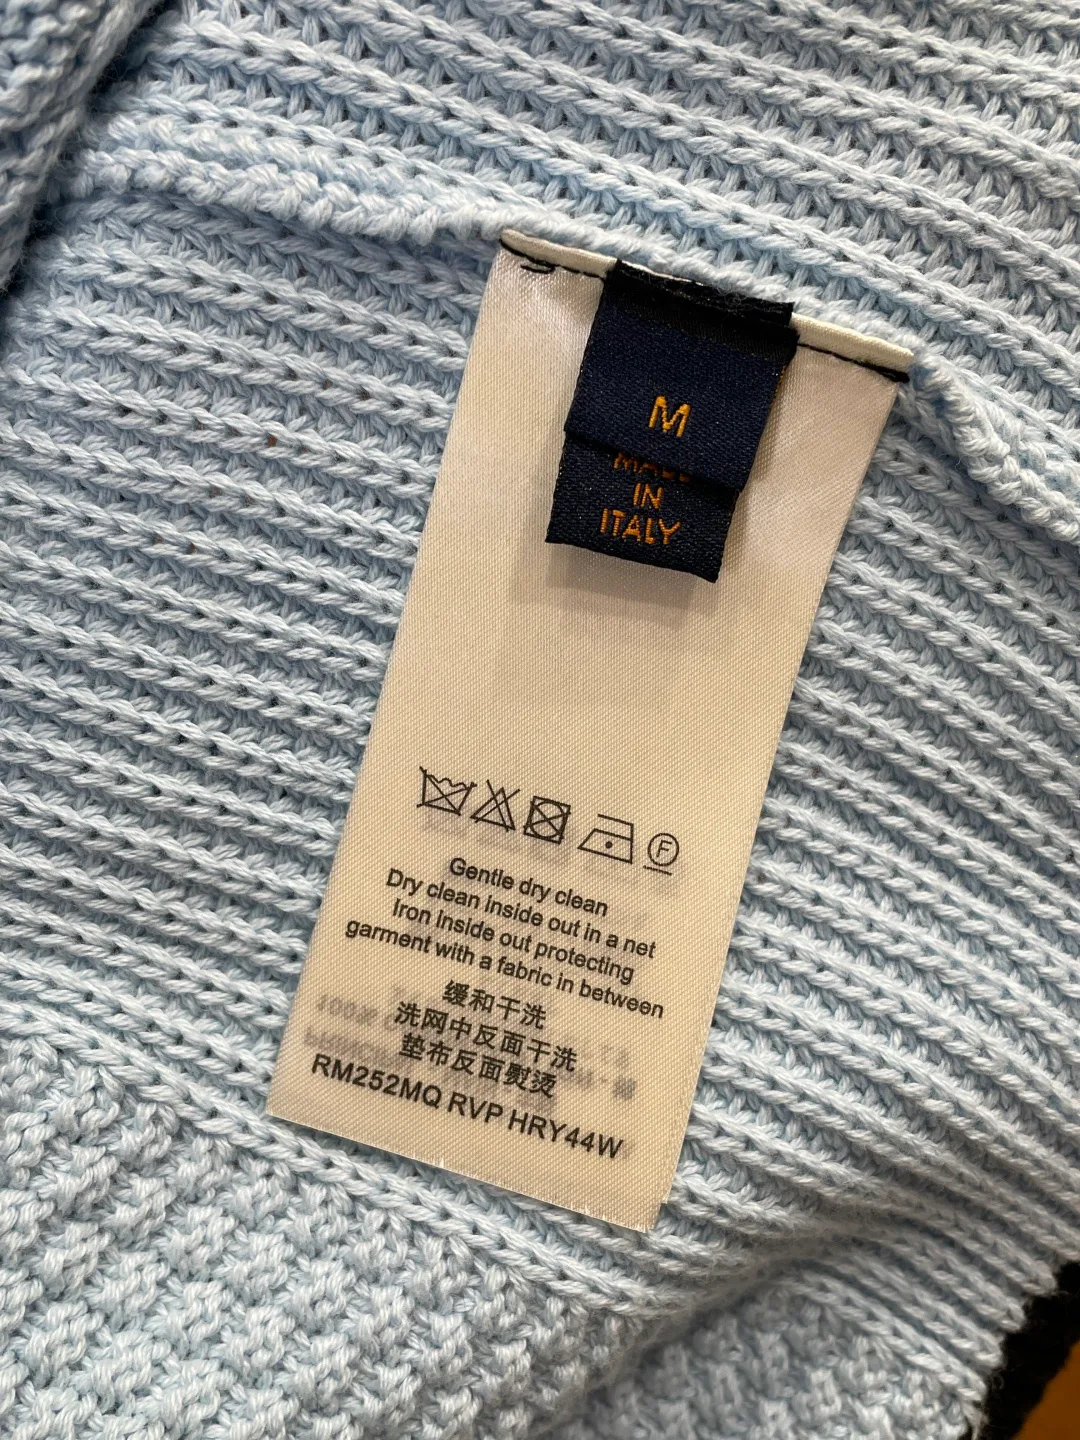 M
MADE
IN
ITALY
F
Gentle dry clean
Dry clean inside out in a net
Iron inside out protecting
garment with a fabric in between
缓和干洗
洗网中反面干洗
垫布反面熨烫
RM252MQ RVP HRY44W